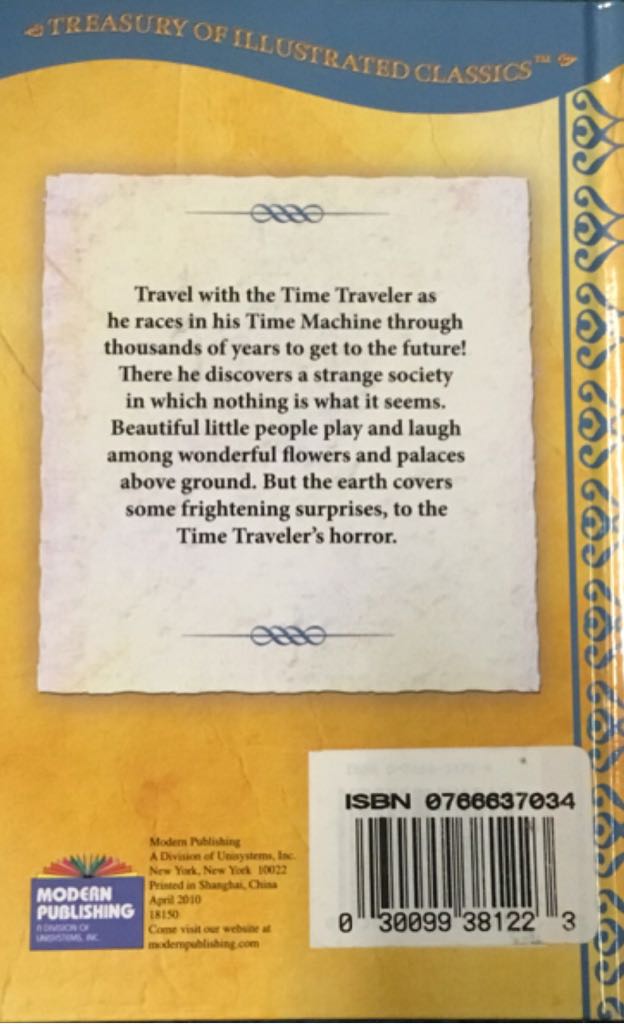 TREASURY OF ILLUSTRATED CLASSICS™
Travel with the Time Traveler as
he races in his Time Machine through
thousands of years to get to the future!
There he discovers a strange society
in which nothing is what it seems.
Beautiful little people play and laugh
among wonderful flowers and palaces
above ground. But the earth covers
some frightening surprises, to the
Time Traveler's horror.
ISBN 0766637034
0 30099 38122 3
MODERN
PUBLISHING
A DIVISION OF
UNISYSTEMS, INC.
Modern Publishing
A Division of Unisystems, Inc.
New York, New York 10022
Printed in Shanghai, China
April 2010
18150
Come visit our website at
modernpublishing.com